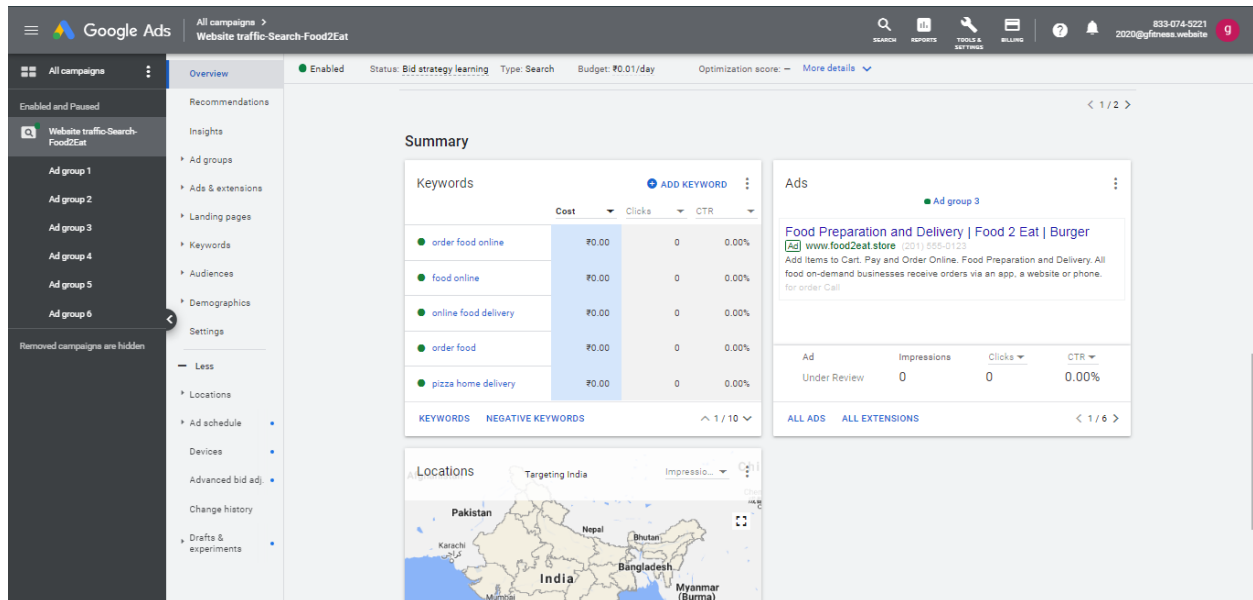 Google Ads
All campaigns >
Website traffic-Search-Food2Eat
SEARCH
REPORTS
TOOLS & SETTINGS
BILLING
833-074-5221
2020@gfitness.website
g
All campaigns
Enabled and Paused
Website traffic-Search-
Food2Eat
Ad group 1
Ad group 2
Ad group 3
Ad group 4
Ad group 5
Ad group 6
Removed campaigns are hidden
Overview
Recommendations
Insights
Ad groups
Ads & extensions
Landing pages
Keywords
Audiences
Demographics
Settings
Less
Locations
Ad schedule
Devices
Advanced bid adj.
Change history
Drafts &
experiments
Enabled Status: Bid strategy learning Type: Search Budget: ₹0.01/day Optimization score: – More details
< 1 / 2 >
Summary
Keywords
ADD KEYWORD
Cost Clicks CTR
order food online ₹0.00 0 0.00%
food online ₹0.00 0 0.00%
online food delivery ₹0.00 0 0.00%
order food ₹0.00 0 0.00%
pizza home delivery ₹0.00 0 0.00%
KEYWORDS NEGATIVE KEYWORDS 1 / 10
Ads
Ad group 3
Food Preparation and Delivery | Food 2 Eat | Burger
Ad www.food2eat.store (201) 555-0123
Add Items to Cart. Pay and Order Online. Food Preparation and Delivery. All
food on-demand businesses receive orders via an app, a website or phone.
for order Call
Ad Impressions Clicks CTR
Under Review 0 0 0.00%
ALL ADS ALL EXTENSIONS < 1 / 6 >
Locations Targeting India Impressio...
Pakistan
Nepal
Bhutan
Karachi
كراچى
Bangladesh
India
Myanmar
(Burma)
Mumbai